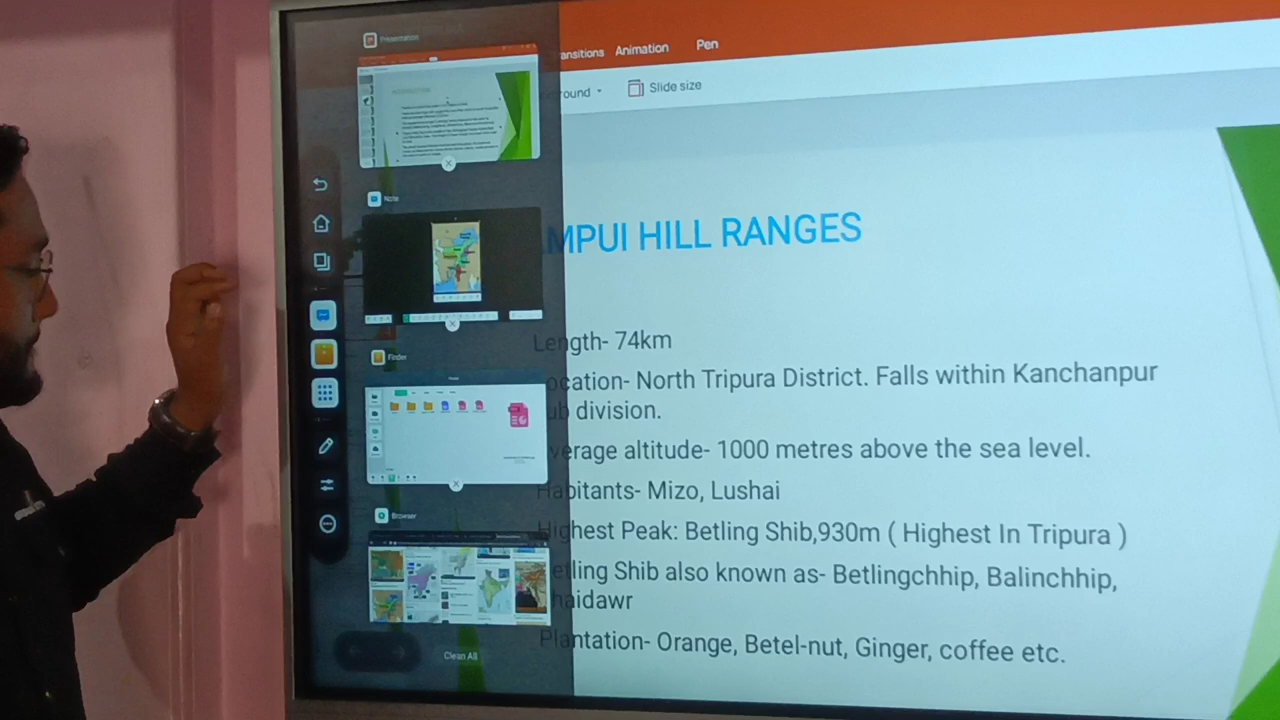 Presentation
Note
Finder
Browser
Clean All
ansitions Animation Pen
round Slide size
MPUI HILL RANGES
Length- 74km
ocation- North Tripura District. Falls within Kanchanpur
ub division.
verage altitude- 1000 metres above the sea level.
Habitants- Mizo, Lushai
Highest Peak: Betling Shib,930m ( Highest In Tripura )
etling Shib also known as- Betlingchhip, Balinchhip,
haidawr
Plantation- Orange, Betel-nut, Ginger, coffee etc.